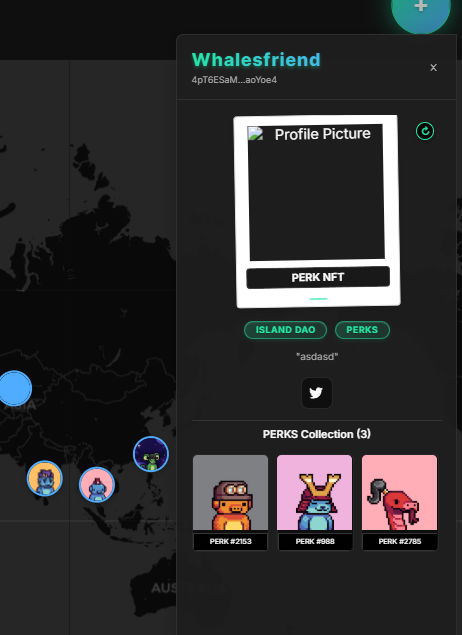 +
Whalesfriend
4pT6ESaM...aoYoe4
x
Profile Picture
PERK NFT
ISLAND DAO
PERKS
"asdasd"
PERKS Collection (3)
PERK #2153
PERK #988
PERK #2785